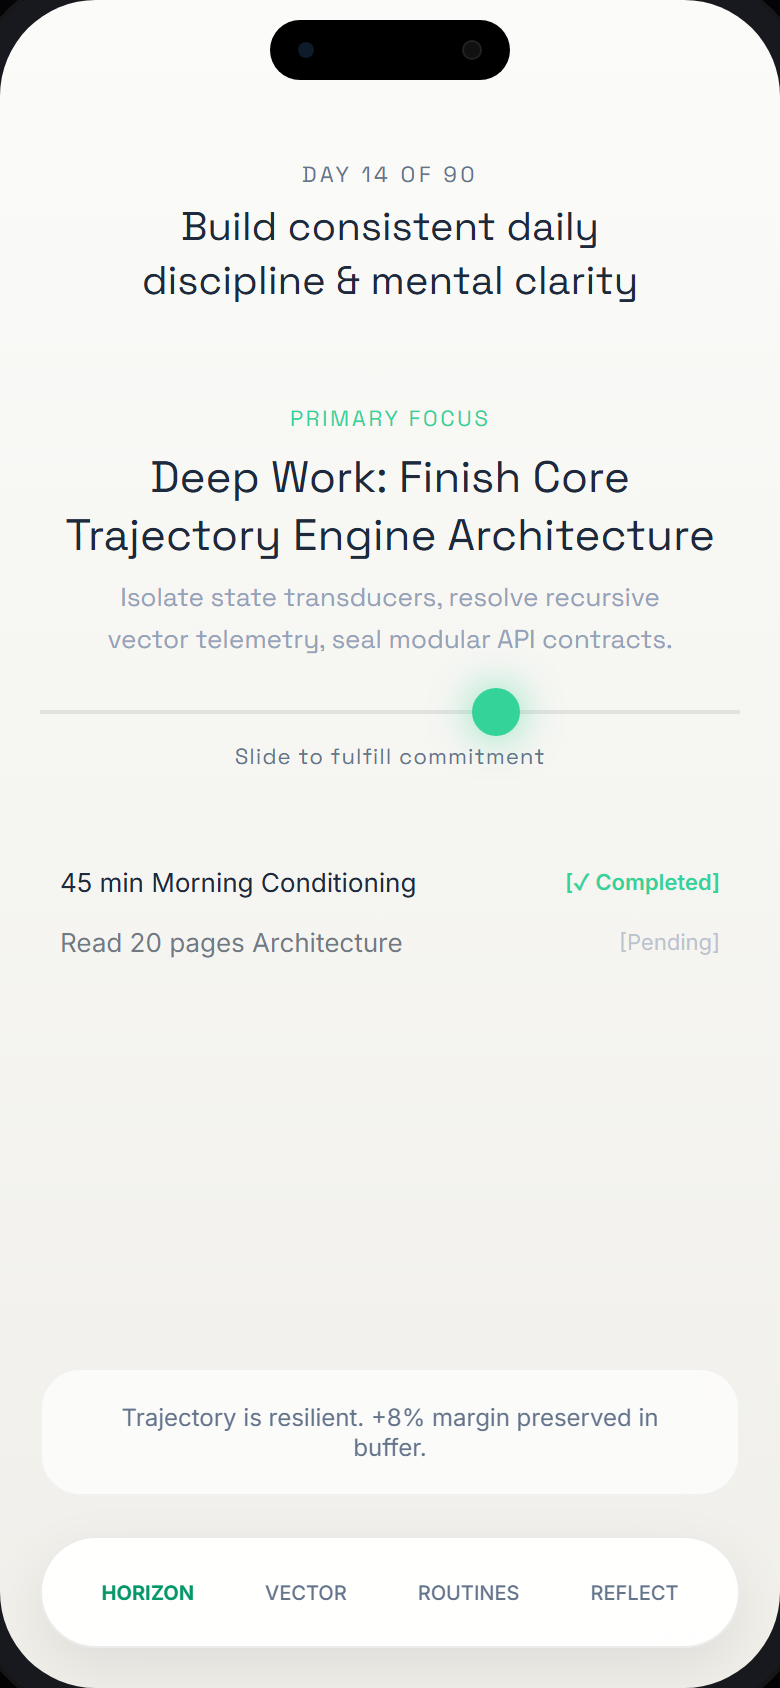 DAY 14 OF 90
Build consistent daily
discipline & mental clarity
PRIMARY FOCUS
Deep Work: Finish Core
Trajectory Engine Architecture
Isolate state transducers, resolve recursive
vector telemetry, seal modular API contracts.
Slide to fulfill commitment
45 min Morning Conditioning [✓ Completed]
Read 20 pages Architecture [Pending]
Trajectory is resilient. +8% margin preserved in
buffer.
HORIZON VECTOR ROUTINES REFLECT